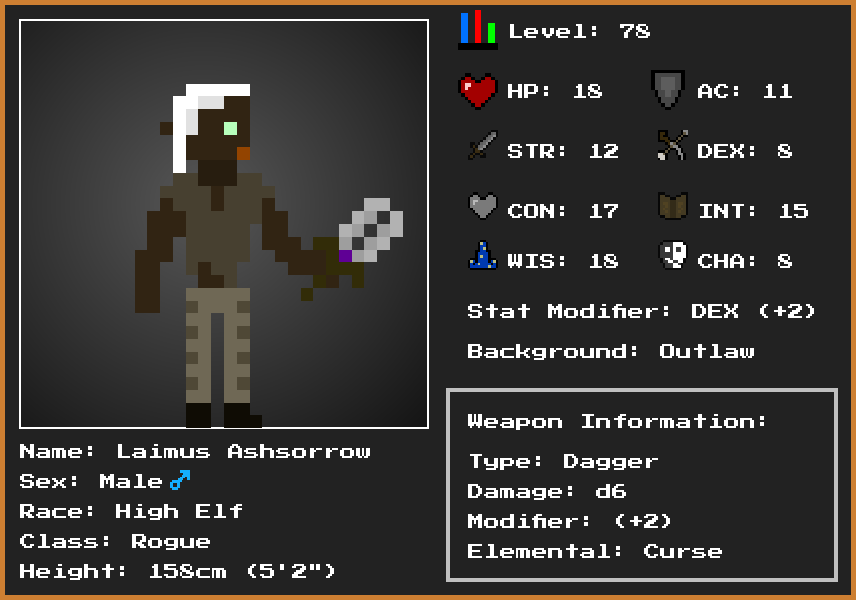 Level: 78
HP: 18
AC: 11
STR: 12
DEX: 8
CON: 17
INT: 15
WIS: 18
CHA: 8
Stat Modifier: DEX (+2)
Background: Outlaw
Weapon Information:
Type: Dagger
Damage: d6
Modifier: (+2)
Elemental: Curse
Name: Laimus Ashsorrow
Sex: Male♂
Race: High Elf
Class: Rogue
Height: 158cm (5'2")